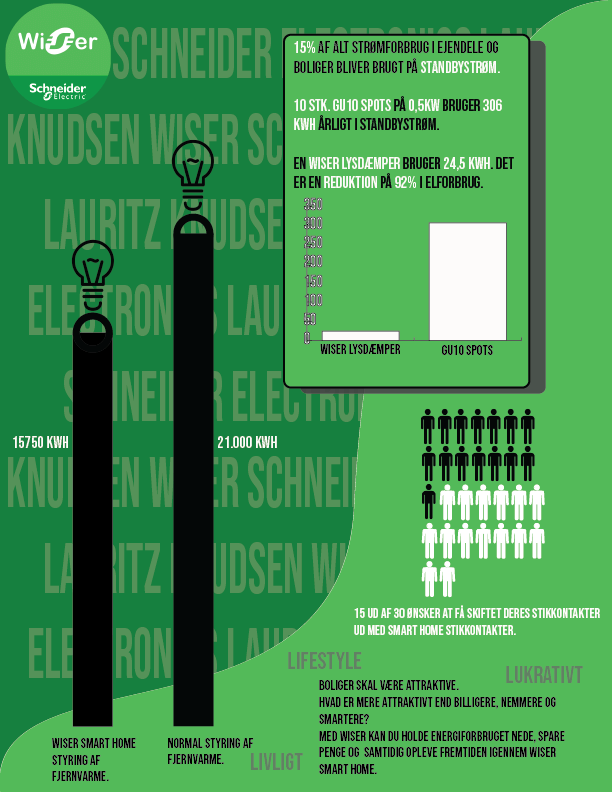 Wiser
Schneider
Electric
SCHNEIDER ELECTRONICS LAU
KNUDSEN WISER SC
LAURITZ KNUDSE
ELECTRONICS LAU
SCHNEIDER ELECTRO
KNUDSEN WISER SCHNEI
LAURITZ KNUDSEN WI
ELECTRONICS LAUR
15% AF ALT STRØMFORBRUG I EJENDELE OG
BOLIGER BLIVER BRUGT PÅ STANDBYSTRØM.
10 STK. GU10 SPOTS PÅ 0,5KW BRUGER 306
KWH ÅRLIGT I STANDBYSTRØM.
EN WISER LYSDÆMPER BRUGER 24,5 KWH. DET
ER EN REDUKTION PÅ 92% I ELFORBRUG.
350
300
250
200
150
100
50
0
WISER LYSDÆMPER GU10 SPOTS
15750 KWH
21.000 KWH
15 UD AF 30 ØNSKER AT FÅ SKIFTET DERES STIKKONTAKTER
UD MED SMART HOME STIKKONTAKTER.
LIFESTYLE
LUKRATIVT
LIVLIGT
BOLIGER SKAL VÆRE ATTRAKTIVE.
HVAD ER MERE ATTRAKTIVT END BILLIGERE, NEMMERE OG
SMARTERE?
MED WISER KAN DU HOLDE ENERGIFORBRUGET NEDE, SPARE
PENGE OG SAMTIDIG OPLEVE FREMTIDEN IGENNEM WISER
SMART HOME.
WISER SMART HOME
STYRING AF
FJERNVARME.
NORMAL STYRING AF
FJERNVARME.